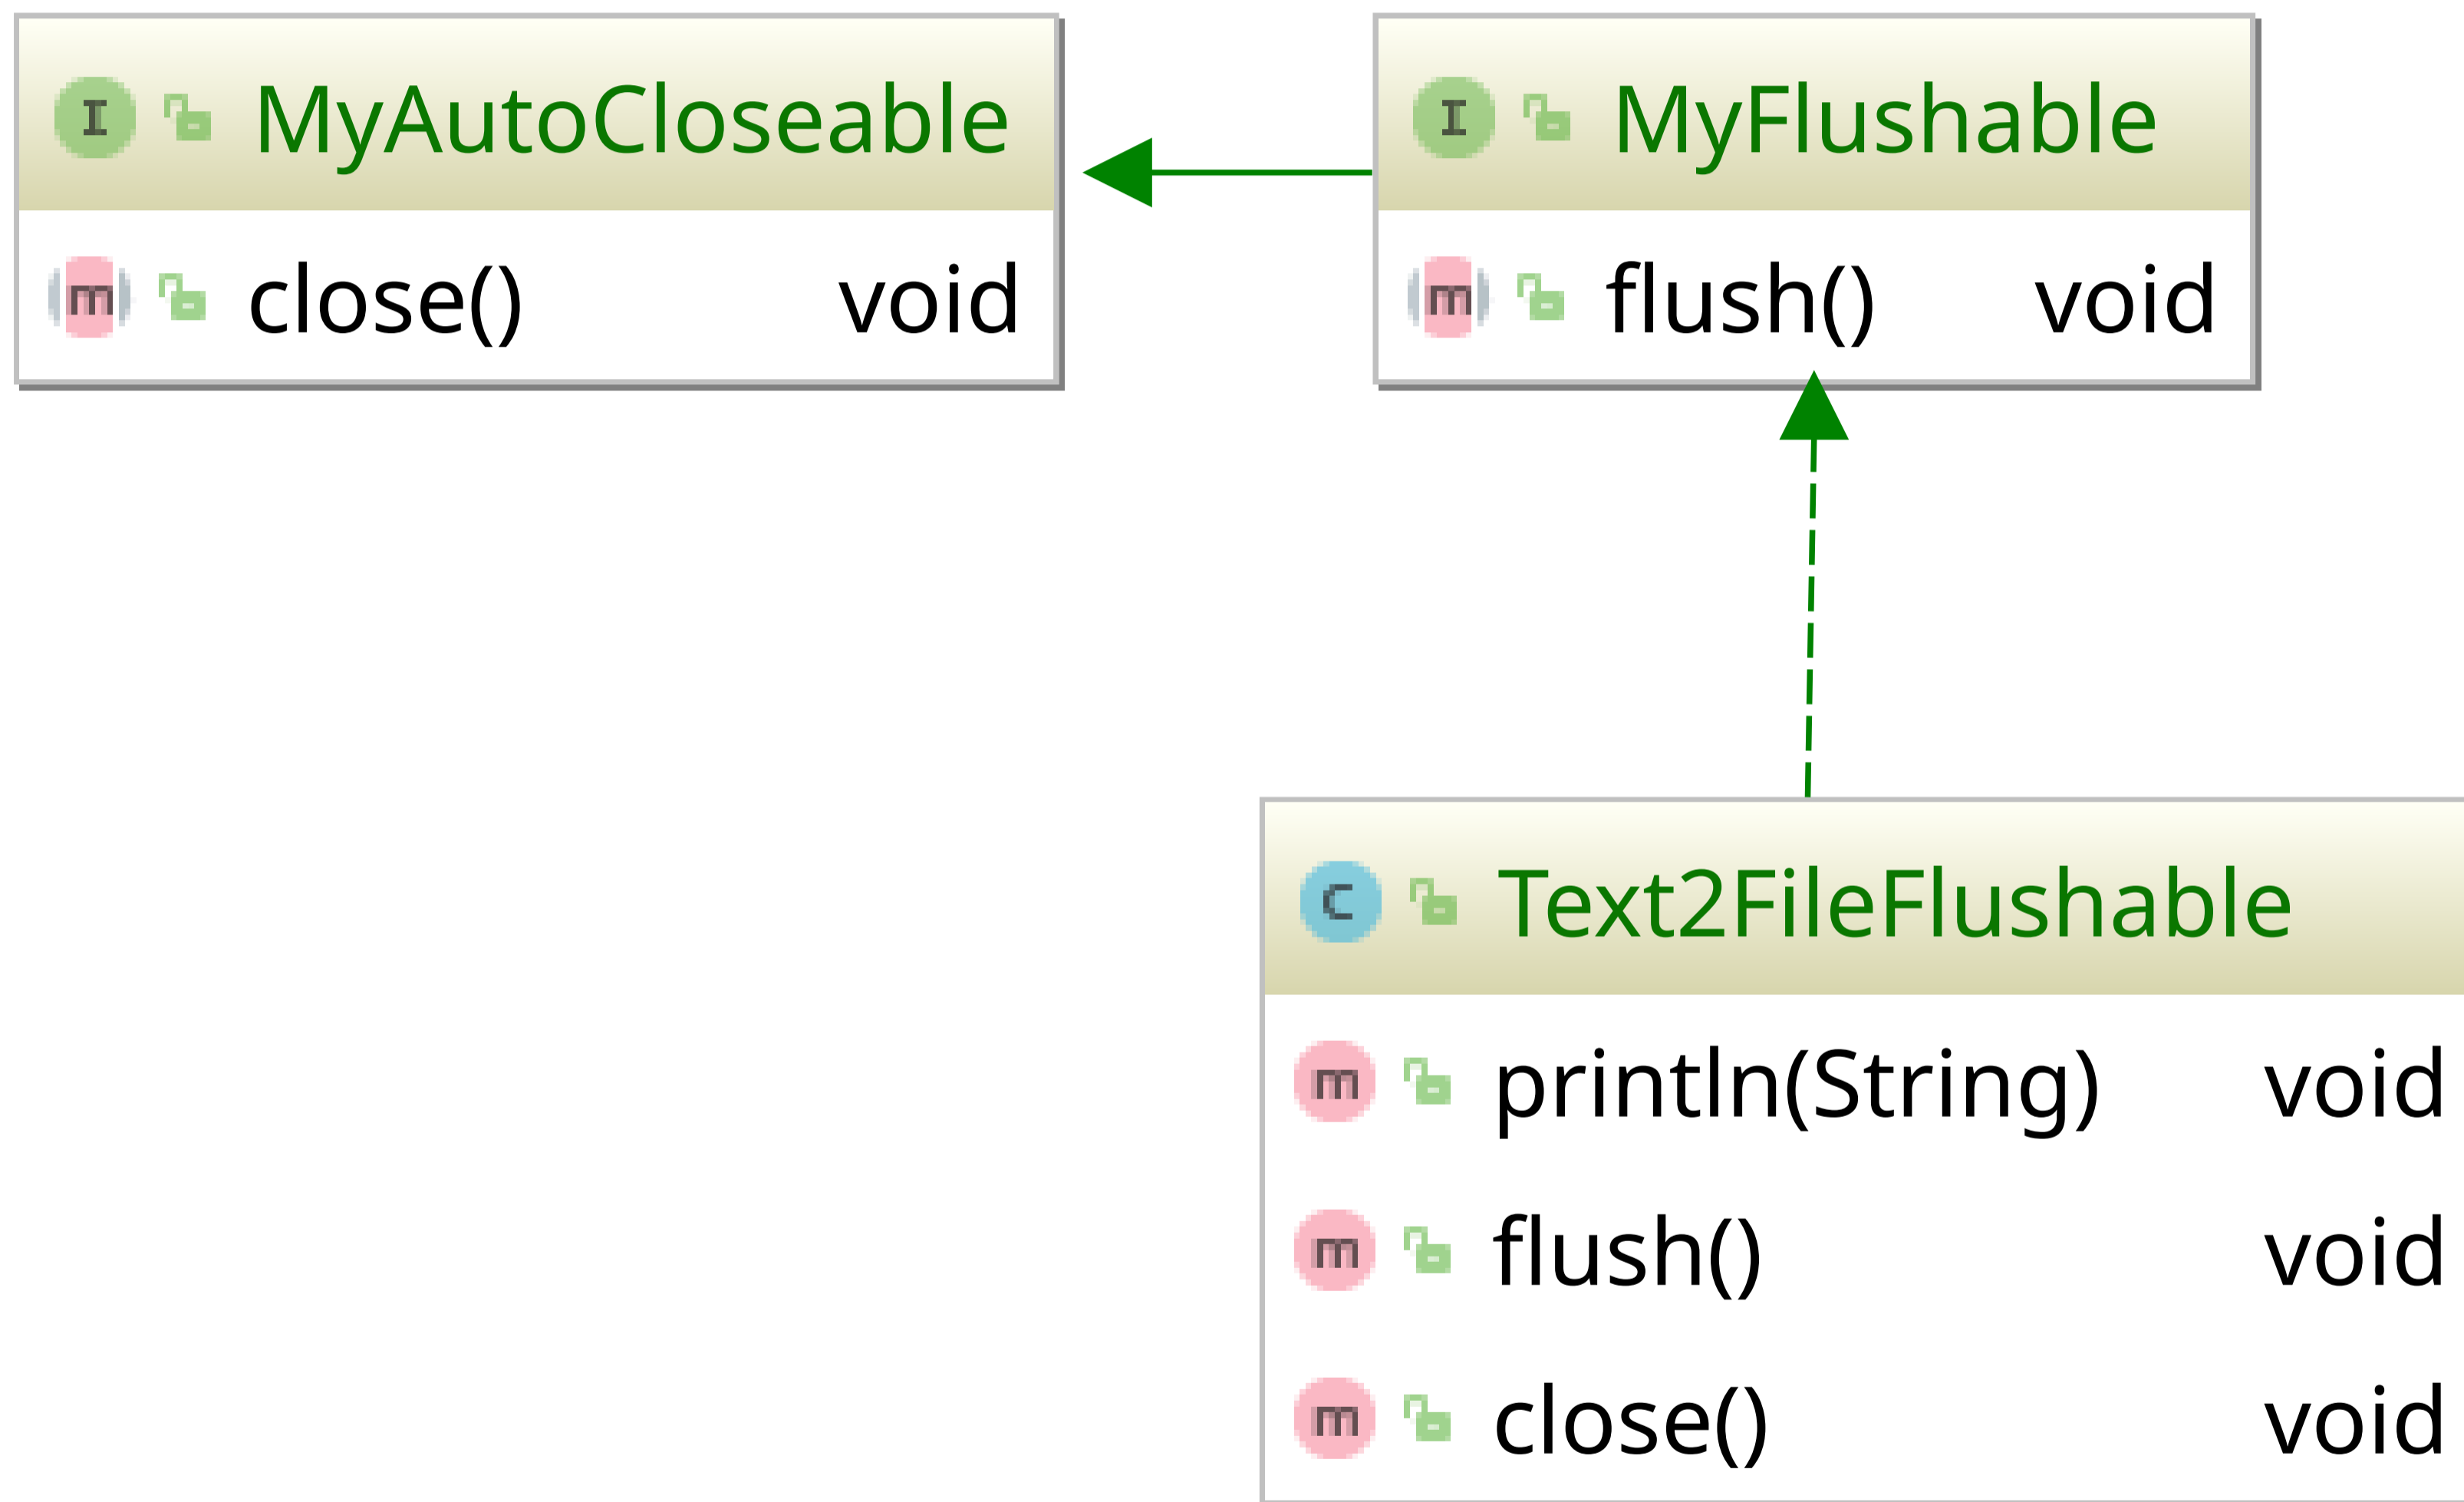 I MyAutoCloseable
m close() void
I MyFlushable
m flush() void
C Text2FileFlushable
m println(String) void
m flush() void
m close() void